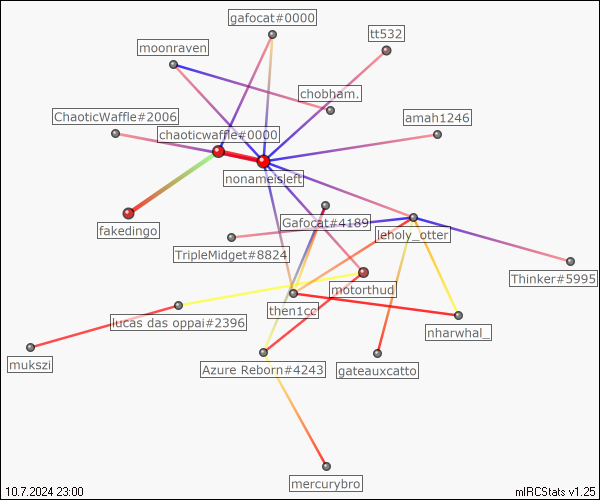 gafocat#0000
tt532
moonraven
chobham.
ChaoticWaffle#2006
amah1246
chaoticwaffle#0000
nonameisleft
Gafocat#4189
fakedingo
leholy_otter
TripleMidget#8824
Thinker#5995
motorthud
then1cc
lucas das oppai#2396
nharwhal_
mukszi
Azure Reborn#4243
gateauxcatto
mercurybro
10.7.2024 23:00
mIRCStats v1.25